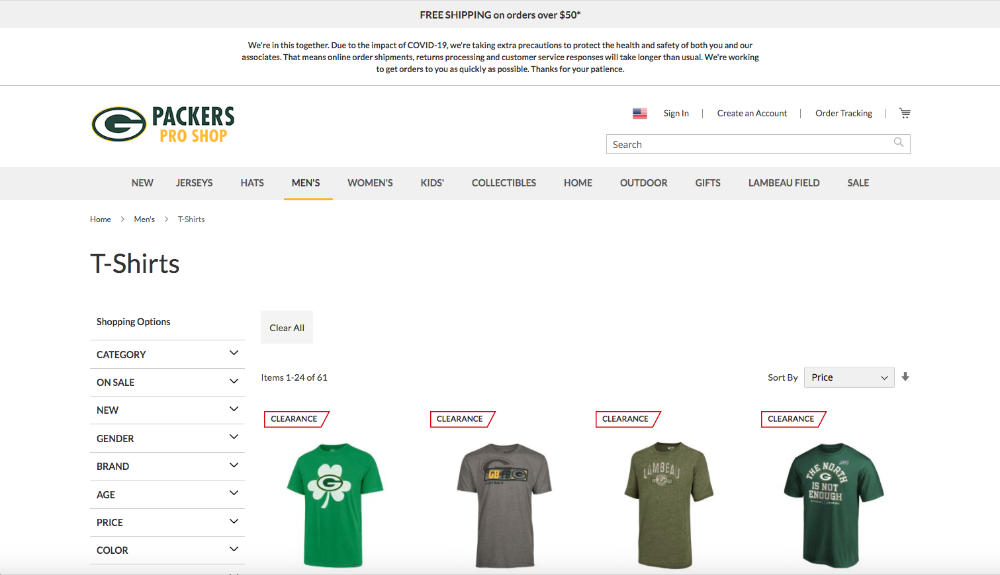 FREE SHIPPING on orders over $50*
We're in this together. Due to the impact of COVID-19, we're taking extra precautions to protect the health and safety of both you and our
associates. That means online order shipments, returns processing and customer service responses will take longer than usual. We're working
to get orders to you as quickly as possible. Thanks for your patience.
G PACKERS
PRO SHOP
Sign In | Create an Account | Order Tracking |
Search
NEW JERSEYS HATS MEN'S WOMEN'S KIDS' COLLECTIBLES HOME OUTDOOR GIFTS LAMBEAU FIELD SALE
Home > Men's > T-Shirts
T-Shirts
Shopping Options
CATEGORY
ON SALE
NEW
GENDER
BRAND
AGE
PRICE
COLOR
Clear All
Items 1-24 of 61
Sort By Price
CLEARANCE CLEARANCE CLEARANCE CLEARANCE
G
GB FB G
LAMBEAU
THE NORTH
G
IS NOT
ENOUGH